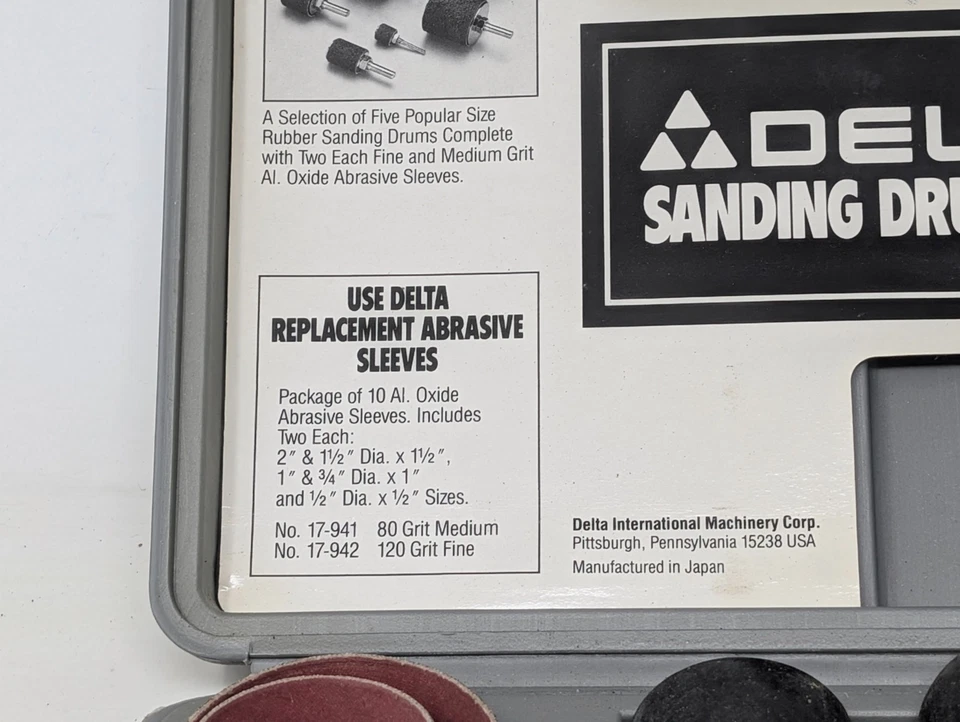 A Selection of Five Popular Size
Rubber Sanding Drums Complete
with Two Each Fine and Medium Grit
Al. Oxide Abrasive Sleeves.
DEL
SANDING DRU
USE DELTA
REPLACEMENT ABRASIVE
SLEEVES
Package of 10 Al. Oxide
Abrasive Sleeves. Includes
Two Each:
2″ & 1½″ Dia. x 1½″,
1″ & ¾″ Dia. x 1″
and ½″ Dia. x ½″ Sizes.
No. 17-941 80 Grit Medium
No. 17-942 120 Grit Fine
Delta International Machinery Corp.
Pittsburgh, Pennsylvania 15238 USA
Manufactured in Japan